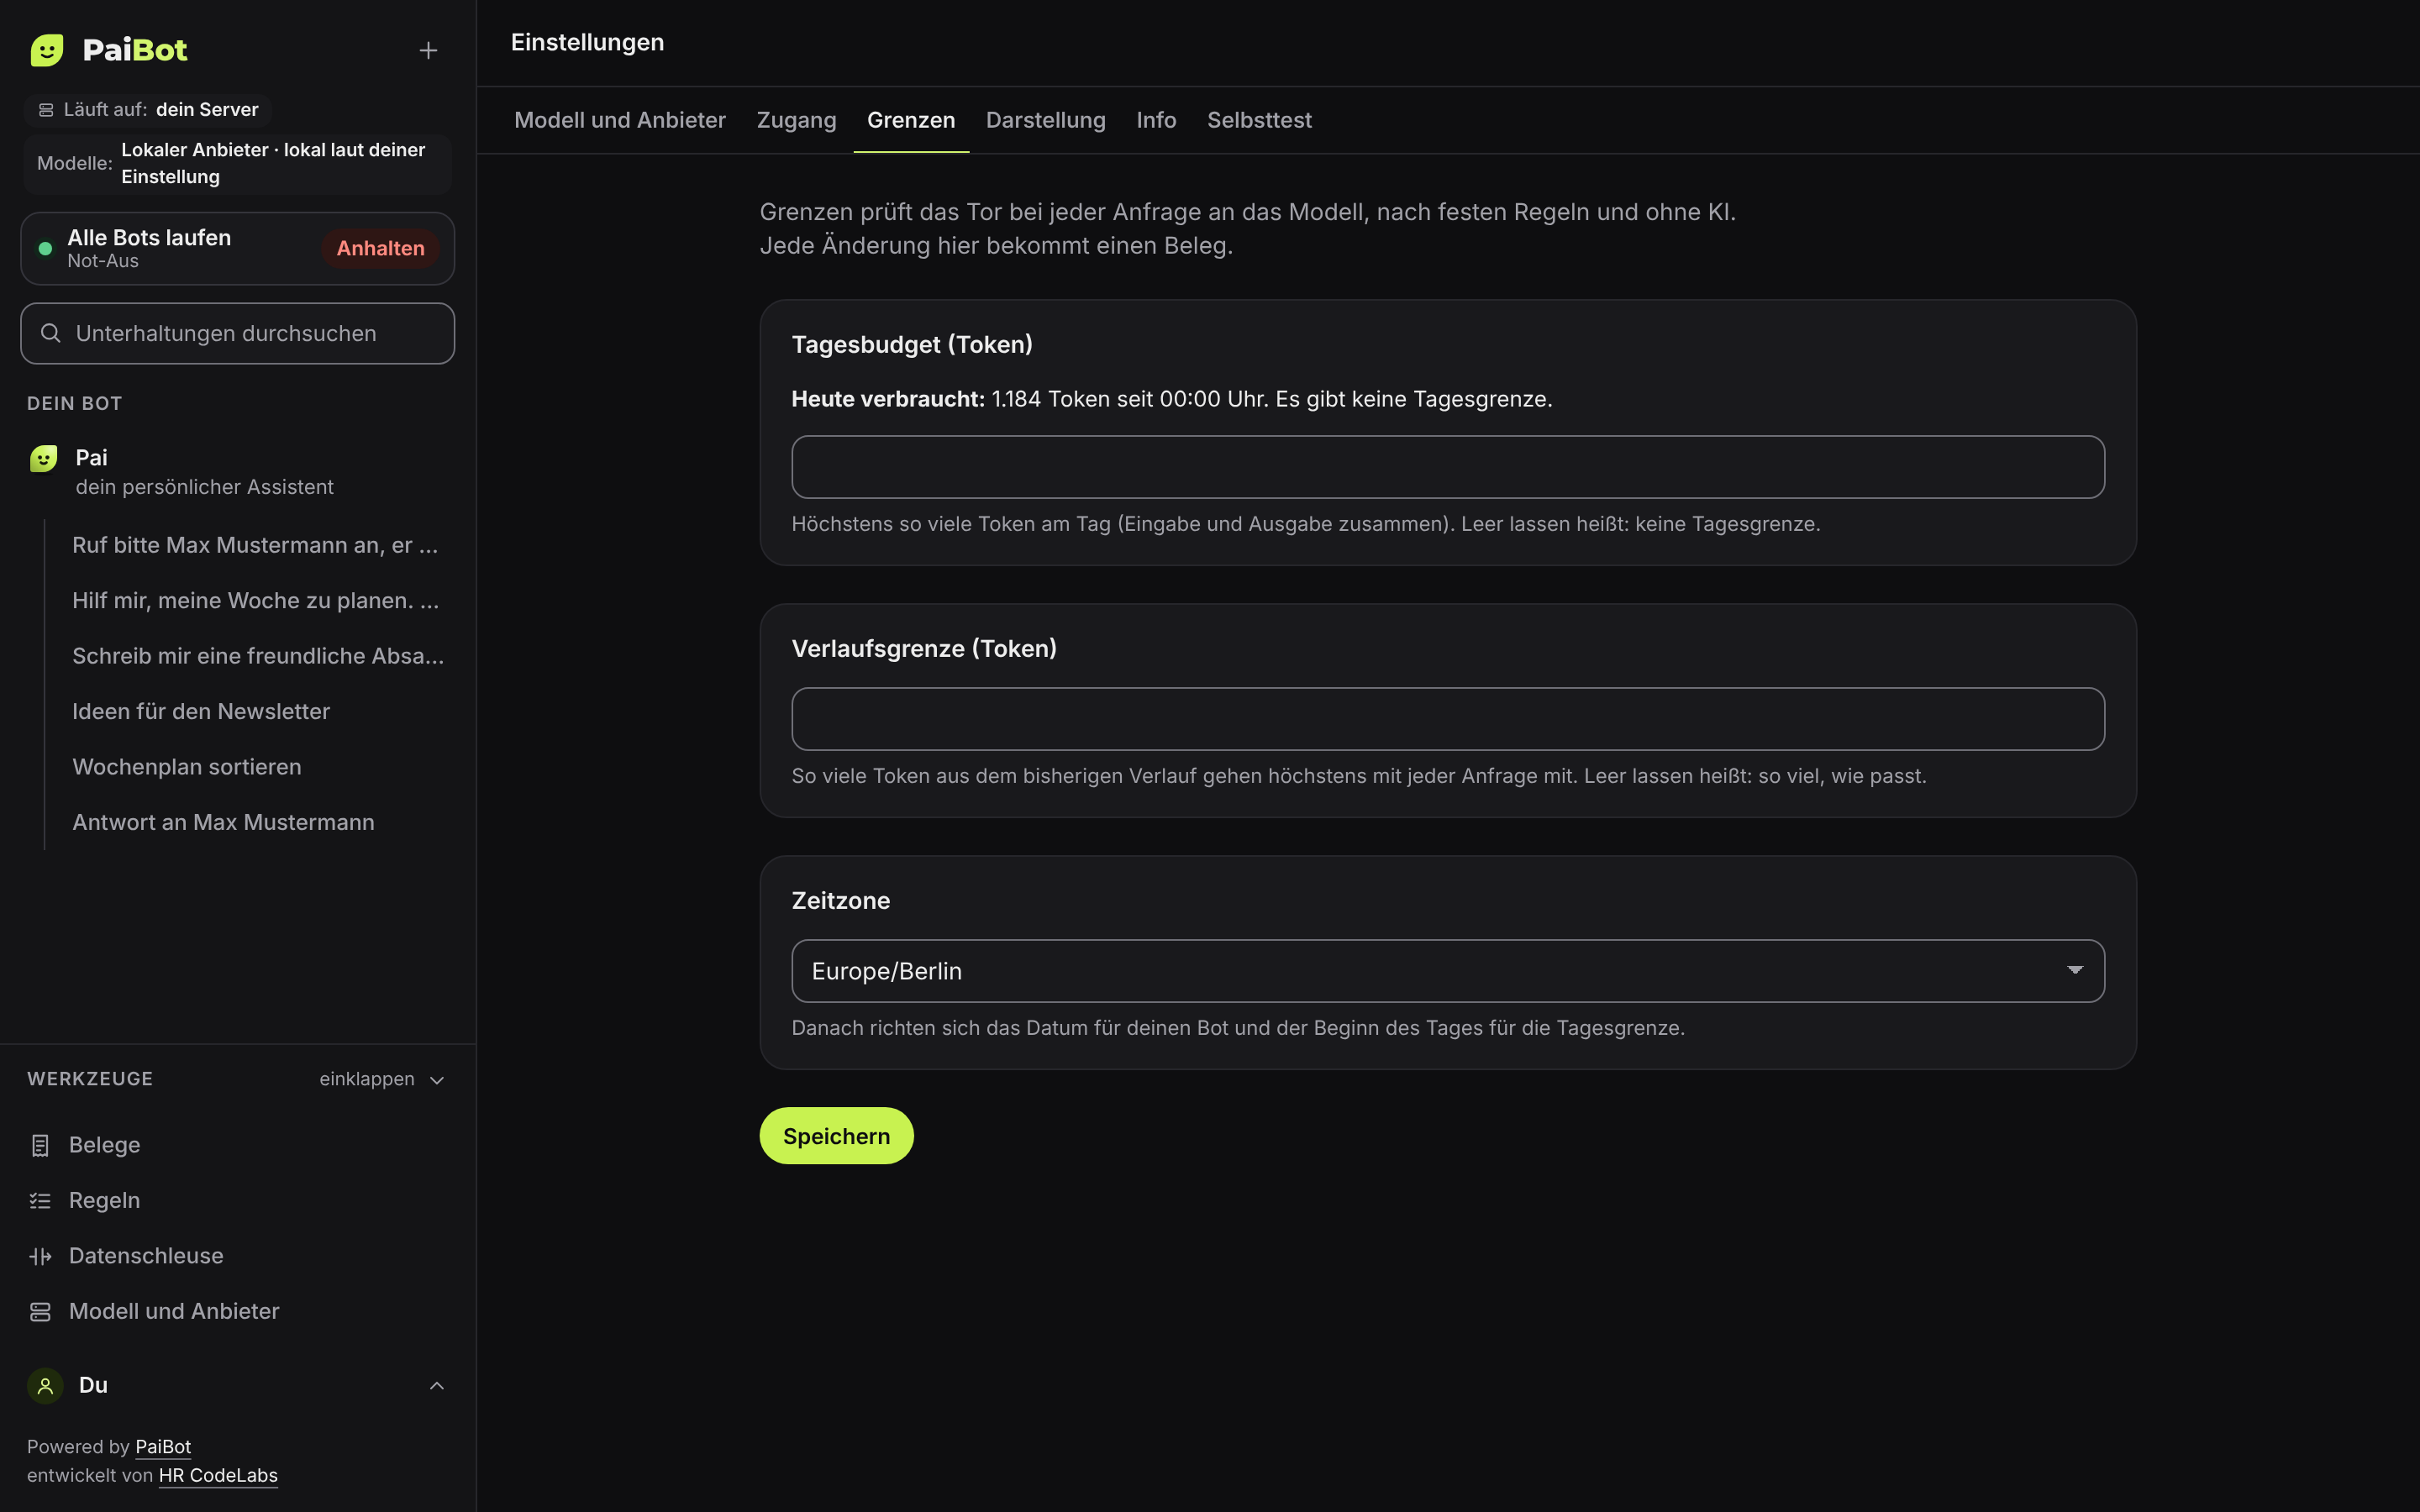 PaiBot
Läuft auf: dein Server
Modelle: Lokaler Anbieter · lokal laut deiner
Einstellung
Alle Bots laufen
Not-Aus
Anhalten
Unterhaltungen durchsuchen
DEIN BOT
Pai
dein persönlicher Assistent
Ruf bitte Max Mustermann an, er ...
Hilf mir, meine Woche zu planen. ...
Schreib mir eine freundliche Absa...
Ideen für den Newsletter
Wochenplan sortieren
Antwort an Max Mustermann
WERKZEUGE
einklappen
Belege
Regeln
Datenschleuse
Modell und Anbieter
Du
Powered by PaiBot
entwickelt von HR CodeLabs
Einstellungen
Modell und Anbieter Zugang Grenzen Darstellung Info Selbsttest
Grenzen prüft das Tor bei jeder Anfrage an das Modell, nach festen Regeln und ohne KI.
Jede Änderung hier bekommt einen Beleg.
Tagesbudget (Token)
Heute verbraucht: 1.184 Token seit 00:00 Uhr. Es gibt keine Tagesgrenze.
Höchstens so viele Token am Tag (Eingabe und Ausgabe zusammen). Leer lassen heißt: keine Tagesgrenze.
Verlaufsgrenze (Token)
So viele Token aus dem bisherigen Verlauf gehen höchstens mit jeder Anfrage mit. Leer lassen heißt: so viel, wie passt.
Zeitzone
Europe/Berlin
Danach richten sich das Datum für deinen Bot und der Beginn des Tages für die Tagesgrenze.
Speichern